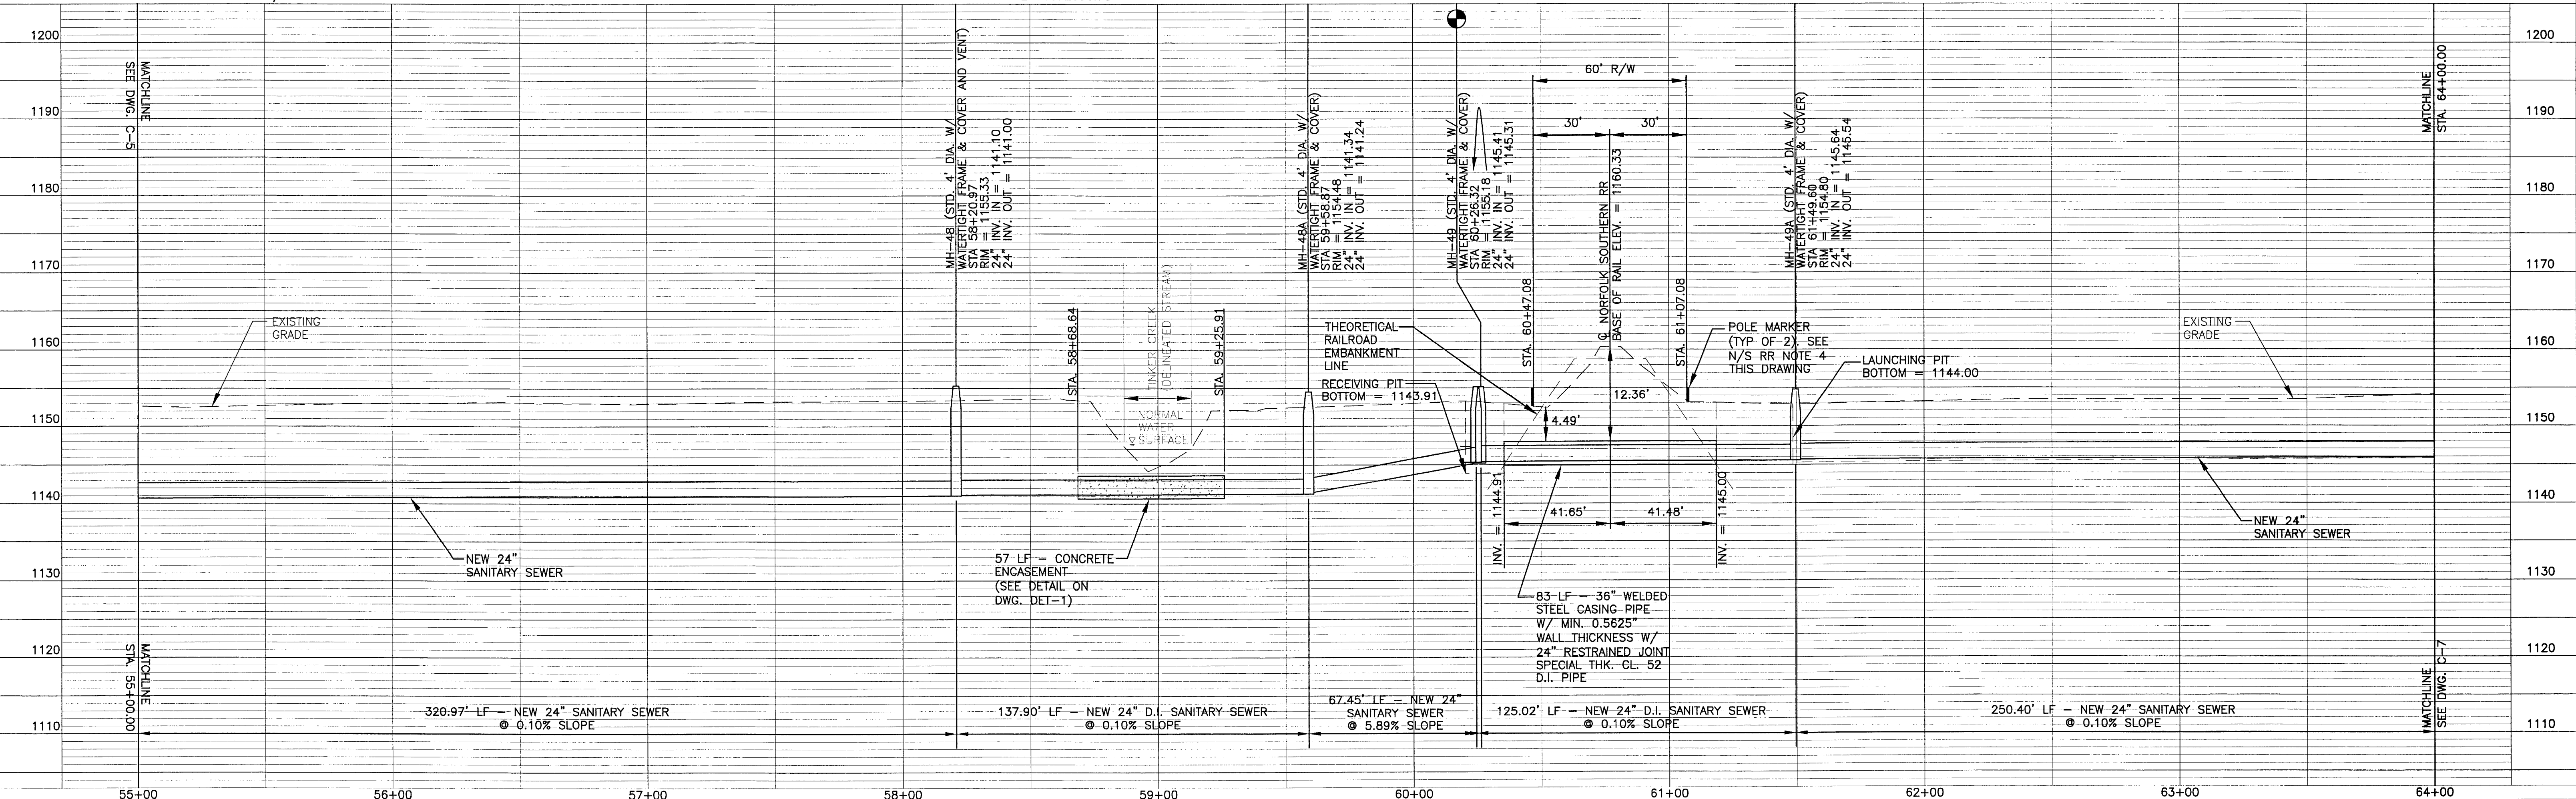 1200
1190
1180
1170
1160
1150
1140
1130
1120
1110
MATCHLINE
SEE DWG. C-5
MATCHLINE
STA. 55+00.00
EXISTING
GRADE
NEW 24"
SANITARY SEWER
320.97' LF - NEW 24" SANITARY SEWER
@ 0.10% SLOPE
MH-48 (STD. 4' DIA. W/
WATERTIGHT FRAME & COVER AND VENT)
STA 58+20.97
RIM = 1155.33
24" INV. IN = 1141.10
24" INV. OUT = 1141.00
STA. 58+68.64
TINKER CREEK
(DELINEATED STREAM)
NORMAL
WATER
SURFACE
STA. 59+25.91
57 LF - CONCRETE
ENCASEMENT
(SEE DETAIL ON
DWG. DET-1)
137.90' LF - NEW 24" D.I. SANITARY SEWER
@ 0.10% SLOPE
MH-48A (STD. 4' DIA. W/
WATERTIGHT FRAME & COVER)
STA 59+58.87
RIM = 1154.48
24" INV. IN = 1141.34
24" INV. OUT = 1141.24
67.45' LF - NEW 24"
SANITARY SEWER
@ 5.89% SLOPE
MH-49 (STD. 4' DIA. W/
WATERTIGHT FRAME & COVER)
STA 60+26.32
RIM = 1155.18
24" INV. IN = 1145.41
24" INV. OUT = 1145.31
THEORETICAL
RAILROAD
EMBANKMENT
LINE
RECEIVING PIT
BOTTOM = 1143.91
60' R/W
30'
30'
STA. 60+47.08
℄ NORFOLK SOUTHERN RR
BASE OF RAIL ELEV. = 1160.33
STA. 61+07.08
12.36'
4.49'
POLE MARKER
(TYP OF 2). SEE
N/S RR NOTE 4
THIS DRAWING
LAUNCHING PIT
BOTTOM = 1144.00
INV. = 1144.91
41.65'
41.48'
INV. = 1145.00
83 LF - 36" WELDED
STEEL CASING PIPE
W/ MIN. 0.5625"
WALL THICKNESS W/
24" RESTRAINED JOINT
SPECIAL THK. CL. 52
D.I. PIPE
125.02' LF - NEW 24" D.I. SANITARY SEWER
@ 0.10% SLOPE
MH-49A (STD. 4' DIA. W/
WATERTIGHT FRAME & COVER)
STA 61+49.60
RIM = 1154.80
24" INV. IN = 1145.64
24" INV. OUT = 1145.54
EXISTING
GRADE
NEW 24"
SANITARY SEWER
250.40' LF - NEW 24" SANITARY SEWER
@ 0.10% SLOPE
MATCHLINE
STA. 64+00.00
MATCHLINE
SEE DWG. C-7
1200
1190
1180
1170
1160
1150
1140
1130
1120
1110
55+00
56+00
57+00
58+00
59+00
60+00
61+00
62+00
63+00
64+00